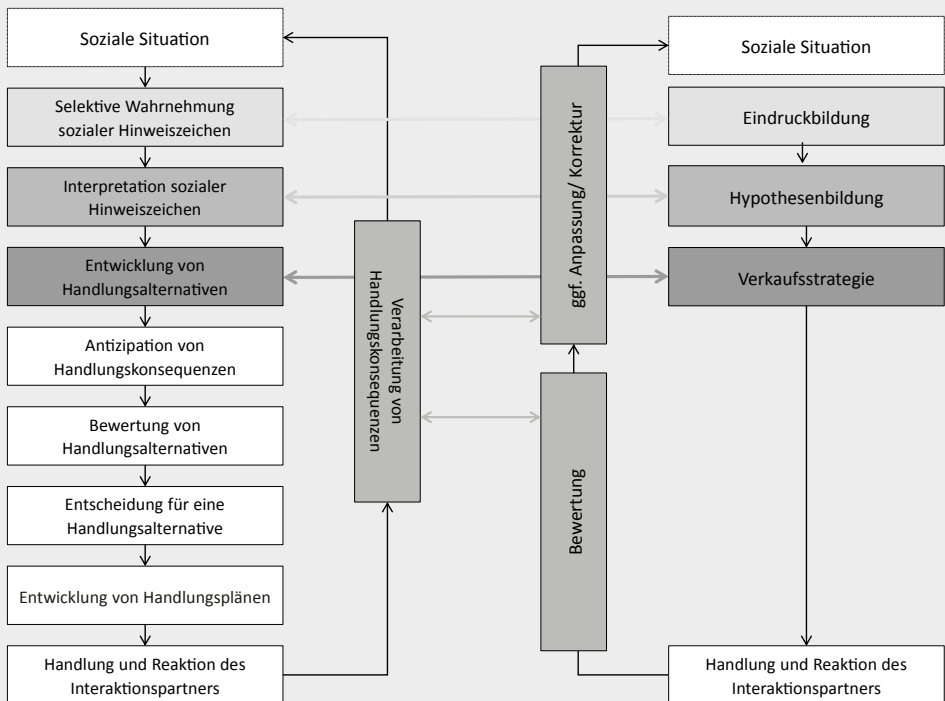 Soziale Situation
Selektive Wahrnehmung
sozialer Hinweiszeichen
Interpretation sozialer
Hinweiszeichen
Entwicklung von
Handlungsalternativen
Antizipation von
Handlungskonsequenzen
Bewertung von
Handlungsalternativen
Entscheidung für eine
Handlungsalternative
Entwicklung von Handlungsplänen
Handlung und Reaktion des
Interaktionspartners
Verarbeitung von
Handlungskonsequenzen
ggf. Anpassung/ Korrektur
Bewertung
Soziale Situation
Eindruckbildung
Hypothesenbildung
Verkaufsstrategie
Handlung und Reaktion des
Interaktionspartners